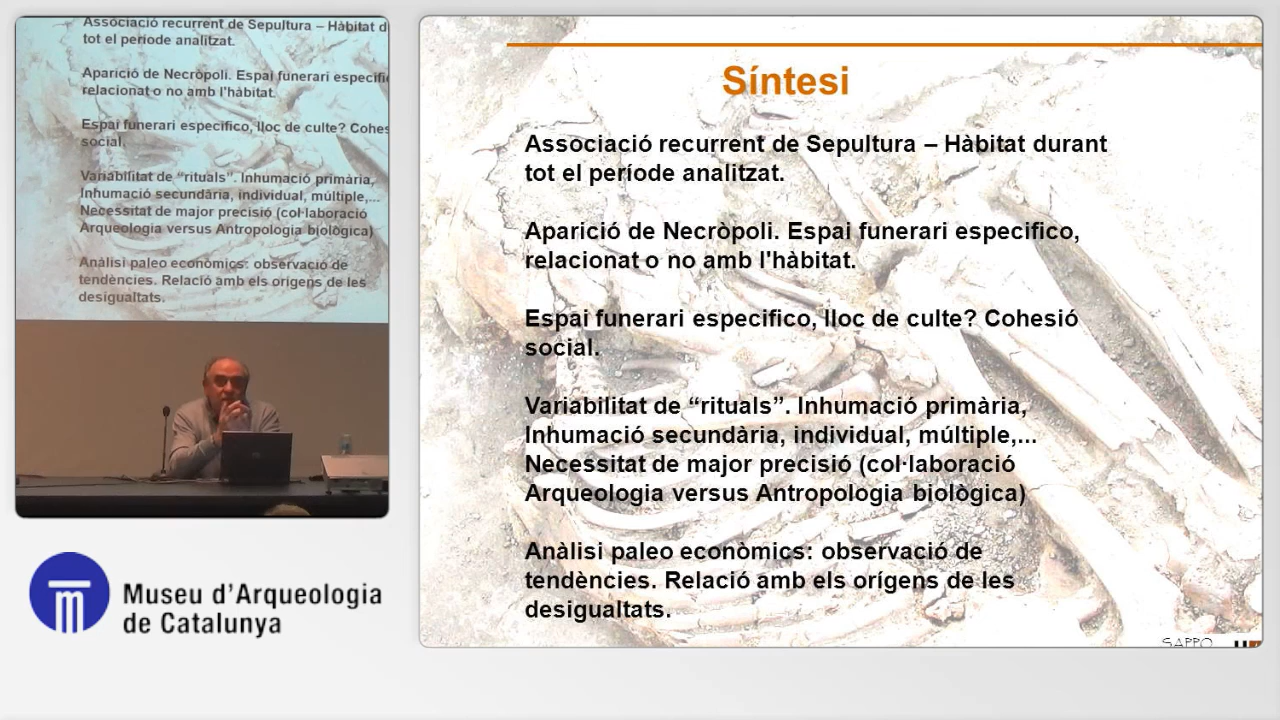 Associació recurrent de Sepultura – Hàbitat d
tot el període analitzat.
Aparició de Necròpoli. Espai funerari especific
relacionat o no amb l'hàbitat.
Espai funerari especifico, lloc de culte? Cohes
social.
Variabilitat de “rituals”. Inhumació primària,
Inhumació secundària, individual, múltiple,...
Necessitat de major precisió (col·laboració
Arqueologia versus Antropologia biològica)
Anàlisi paleo econòmics: observació de
tendències. Relació amb els orígens de les
desigualtats.
Museu d'Arqueologia
de Catalunya
Síntesi
Associació recurrent de Sepultura – Hàbitat durant
tot el període analitzat.
Aparició de Necròpoli. Espai funerari especifico,
relacionat o no amb l'hàbitat.
Espai funerari especifico, lloc de culte? Cohesió
social.
Variabilitat de “rituals”. Inhumació primària,
Inhumació secundària, individual, múltiple,...
Necessitat de major precisió (col·laboració
Arqueologia versus Antropologia biològica)
Anàlisi paleo econòmics: observació de
tendències. Relació amb els orígens de les
desigualtats.
SAPPO